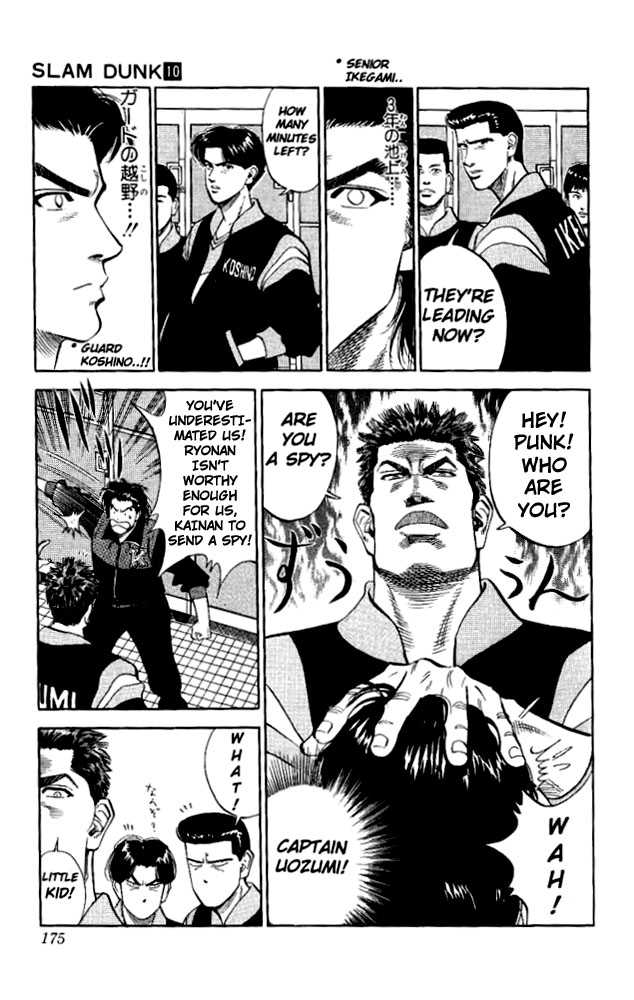 SLAM DUNK 10
• SENIOR
IKEGAMI..
THEY'RE
LEADING
NOW?
IKE
3年の池上……
HOW
MANY
MINUTES
LEFT?
KOSHINO
ガードの越野…!!
こしの
• GUARD
KOSHINO..!!
HEY!
PUNK!
WHO
ARE
YOU?
ARE
YOU
A SPY?
ずううん
WAH!
CAPTAIN
UOZUMI!
YOU'VE
UNDERESTI-
MATED US!
RYONAN
ISN'T
WORTHY
ENOUGH
FOR US,
KAINAN TO
SEND A SPY!
K
UMI
WHAT!
なんぞ?
LITTLE
KID!
175